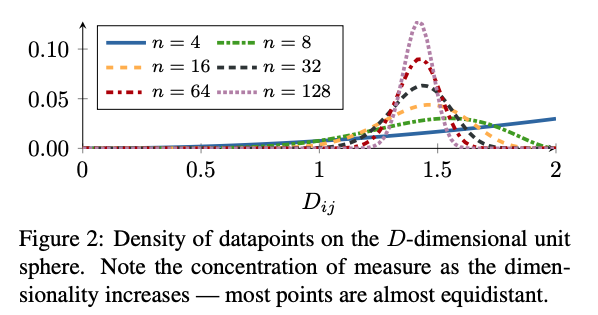 0.10
0.05
0.00
n = 4 n = 8
n = 16 n = 32
n = 64 n = 128
0 0.5 1 1.5 2
D_{ij}
Figure 2: Density of datapoints on the D-dimensional unit
sphere. Note the concentration of measure as the dimen-
sionality increases — most points are almost equidistant.